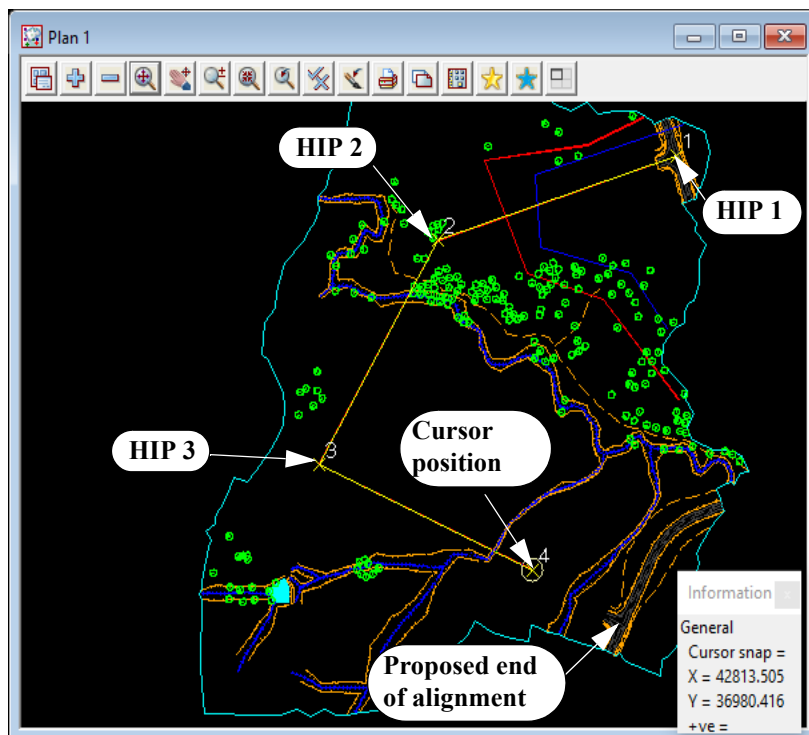 Plan 1
HIP 2
1
HIP 1
2
HIP 3
3
Cursor
position
4
Proposed end
of alignment
Information
x
General
Cursor snap =
X = 42813.505
Y = 36980.416
+ve =